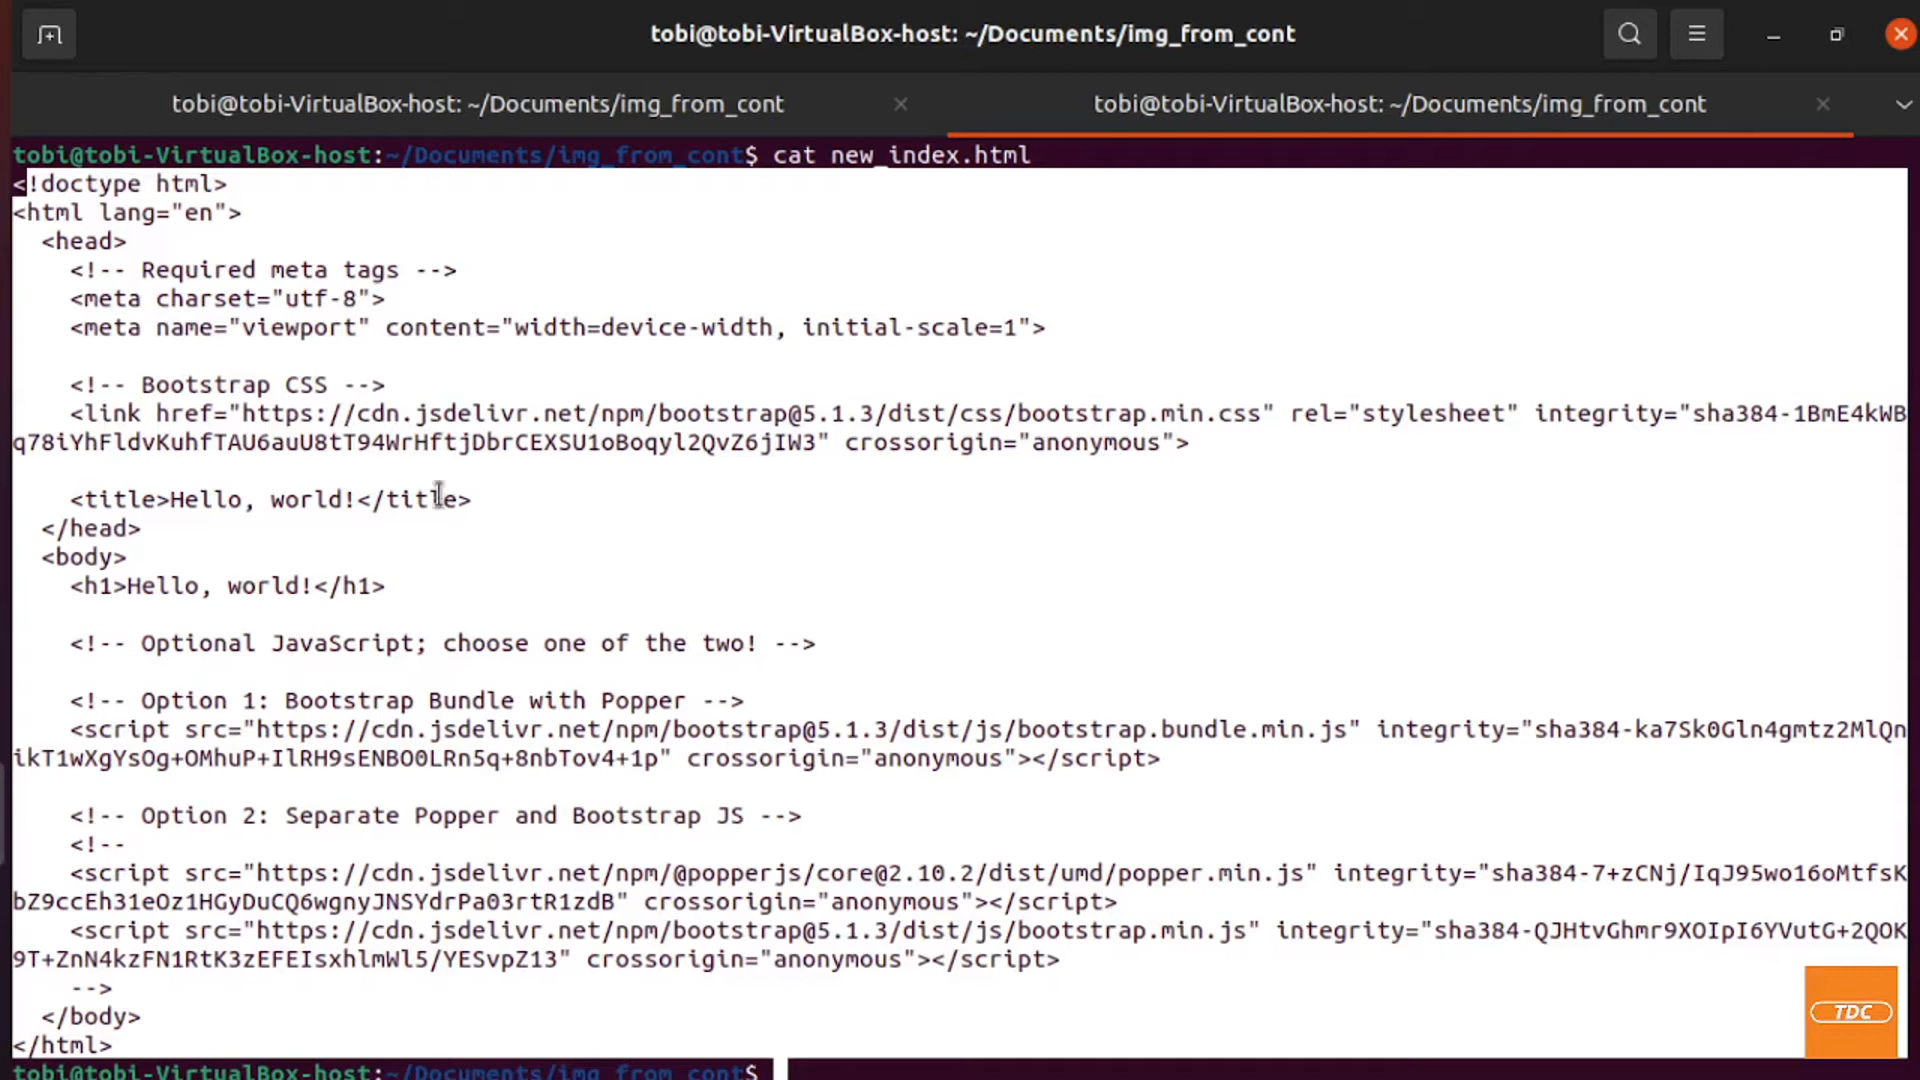 tobi@tobi-VirtualBox-host: ~/Documents/img_from_cont
tobi@tobi-VirtualBox-host: ~/Documents/img_from_cont
tobi@tobi-VirtualBox-host: ~/Documents/img_from_cont
tobi@tobi-VirtualBox-host:~/Documents/img_from_cont$ cat new_index.html
<!doctype html>
<html lang="en">
  <head>
    <!-- Required meta tags -->
    <meta charset="utf-8">
    <meta name="viewport" content="width=device-width, initial-scale=1">
    <!-- Bootstrap CSS -->
    <link href="https://cdn.jsdelivr.net/npm/bootstrap@5.1.3/dist/css/bootstrap.min.css" rel="stylesheet" integrity="sha384-1BmE4kWB
q78iYhFldvKuhfTAU6auU8tT94WrHftjDbrCEXSU1oBoqyl2QvZ6jIW3" crossorigin="anonymous">
    <title>Hello, world!</title>
  </head>
  <body>
    <h1>Hello, world!</h1>
    <!-- Optional JavaScript; choose one of the two! -->
    <!-- Option 1: Bootstrap Bundle with Popper -->
    <script src="https://cdn.jsdelivr.net/npm/bootstrap@5.1.3/dist/js/bootstrap.bundle.min.js" integrity="sha384-ka7Sk0Gln4gmtz2MlQn
ikT1wXgYsOg+OMhuP+IlRH9sENBO0LRn5q+8nbTov4+1p" crossorigin="anonymous"></script>
    <!-- Option 2: Separate Popper and Bootstrap JS -->
    <!--
    <script src="https://cdn.jsdelivr.net/npm/@popperjs/core@2.10.2/dist/umd/popper.min.js" integrity="sha384-7+zCNj/IqJ95wo16oMtfsK
bZ9ccEh31eOz1HGyDuCQ6wgnyJNSYdrPa03rtR1zdB" crossorigin="anonymous"></script>
    <script src="https://cdn.jsdelivr.net/npm/bootstrap@5.1.3/dist/js/bootstrap.min.js" integrity="sha384-QJHtvGhmr9XOIpI6YVutG+2QOK
9T+ZnN4kzFN1RtK3zEFEIsxhlmWl5/YESvpZ13" crossorigin="anonymous"></script>
    -->
  </body>
</html>
tobi@tobi-VirtualBox-host:~/Documents/img_from_cont$
TDC